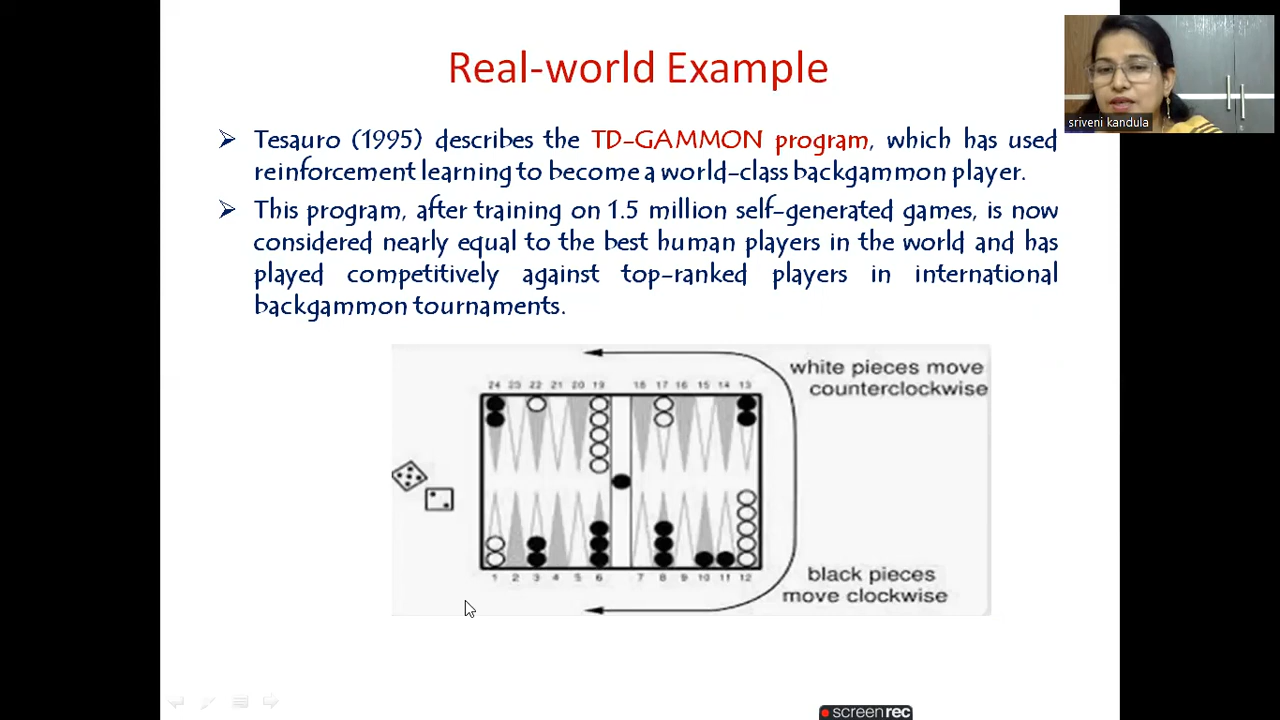 Real-world Example
sriveni kandula
➢ Tesauro (1995) describes the TD-GAMMON program, which has used
reinforcement learning to become a world-class backgammon player.
➢ This program, after training on 1.5 million self-generated games, is now
considered nearly equal to the best human players in the world and has
played competitively against top-ranked players in international
backgammon tournaments.
white pieces move
counterclockwise
24 23 22 21 20 19 18 17 16 15 14 13
1 2 3 4 5 6 7 8 9 10 11 12
black pieces
move clockwise
screenrec